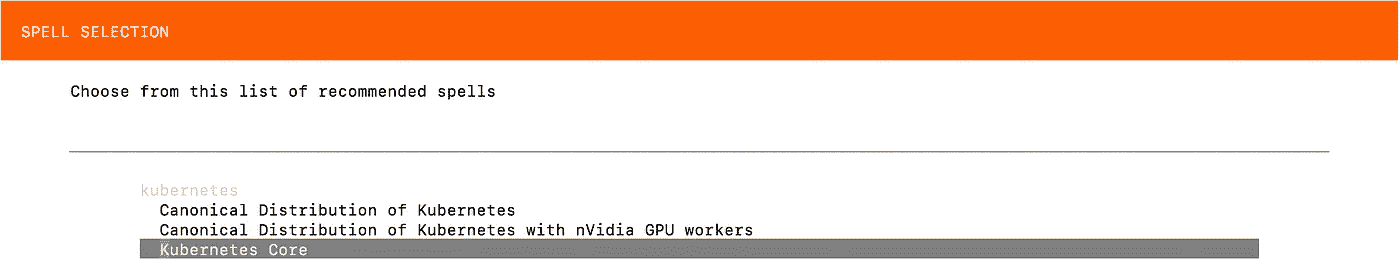 SPELL SELECTION
Choose from this list of recommended spells
kubernetes
Canonical Distribution of Kubernetes
Canonical Distribution of Kubernetes with nVidia GPU workers
Kubernetes Core